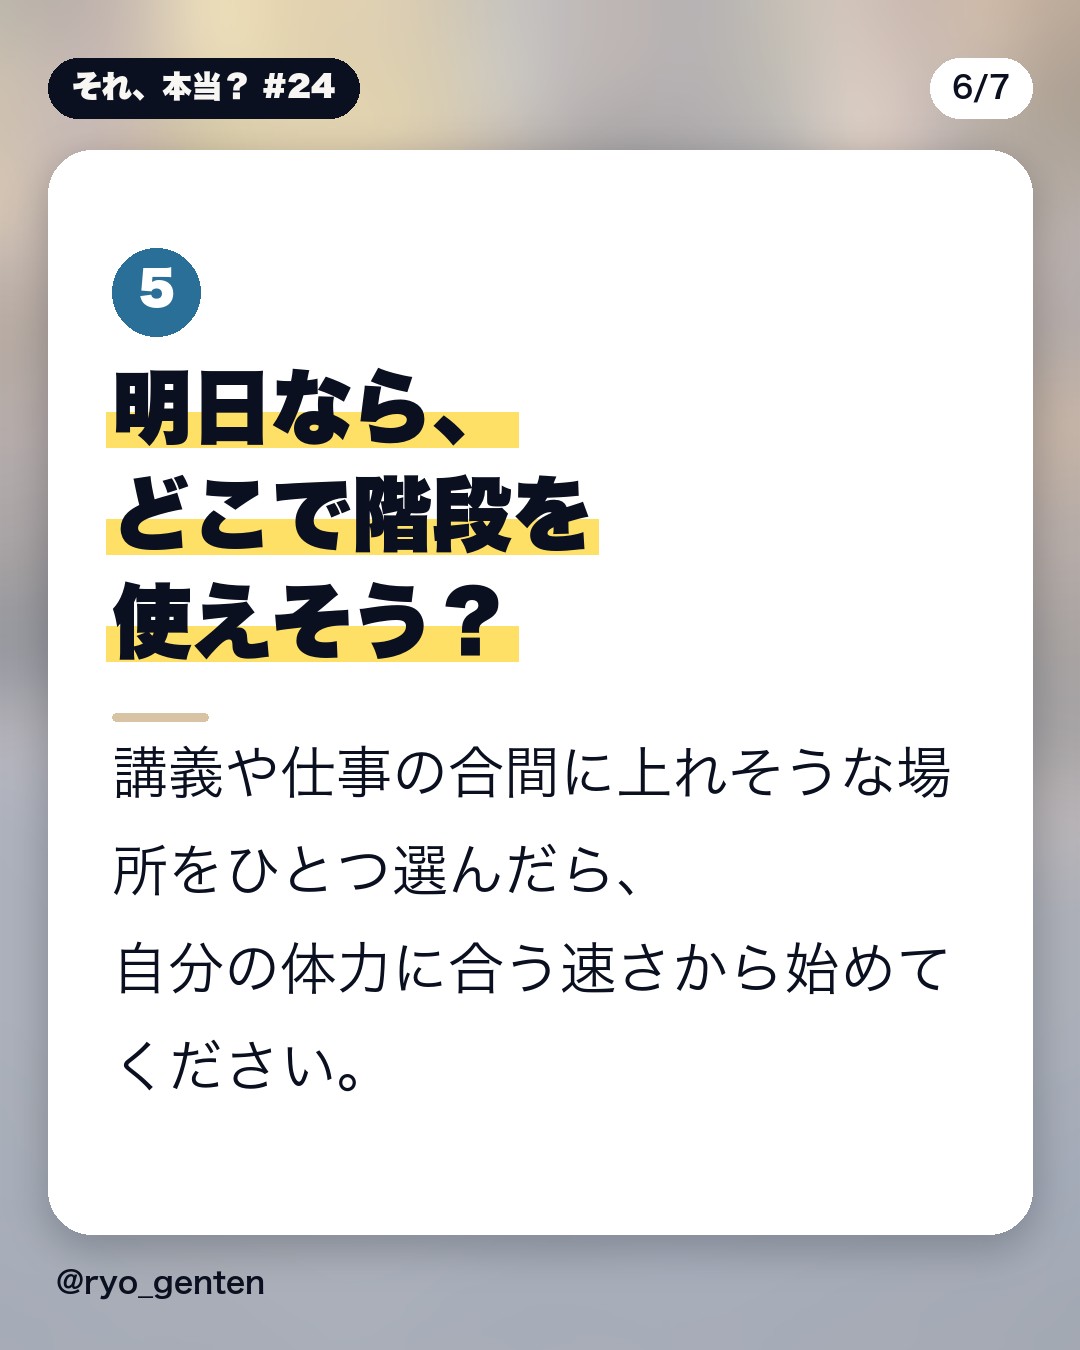 それ、本当？ #24
6/7
5
明日なら、
どこで階段を
使えそう？
講義や仕事の合間に上れそうな場
所をひとつ選んだら、
自分の体力に合う速さから始めて
ください。
@ryo_genten